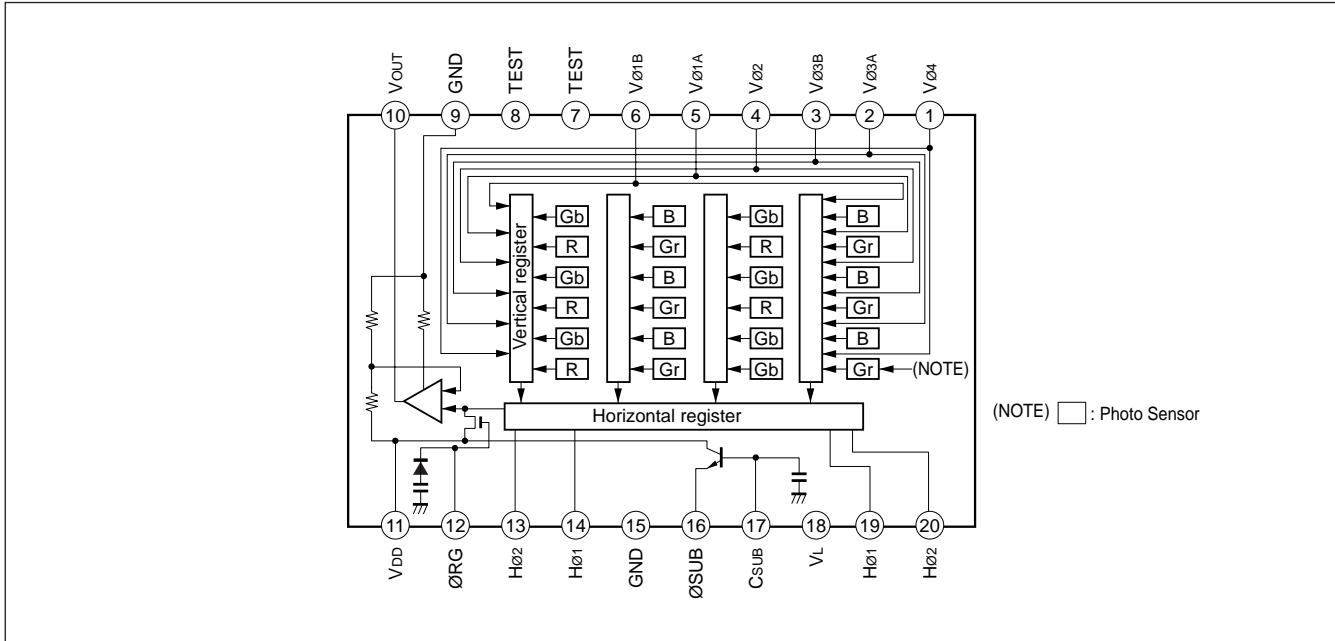 VOUT GND TEST TEST VØ1B VØ1A VØ2 VØ3B VØ3A VØ4
10 9 8 7 6 5 4 3 2 1
Vertical register
Gb B Gb B
R Gr R Gr
Gb B Gb B
R Gr R Gr
Gb B Gb B
R Gr Gb Gr (NOTE)
Horizontal register
(NOTE) : Photo Sensor
11 12 13 14 15 16 17 18 19 20
VDD ØRG HØ2 HØ1 GND ØSUB CSUB VL HØ1 HØ2